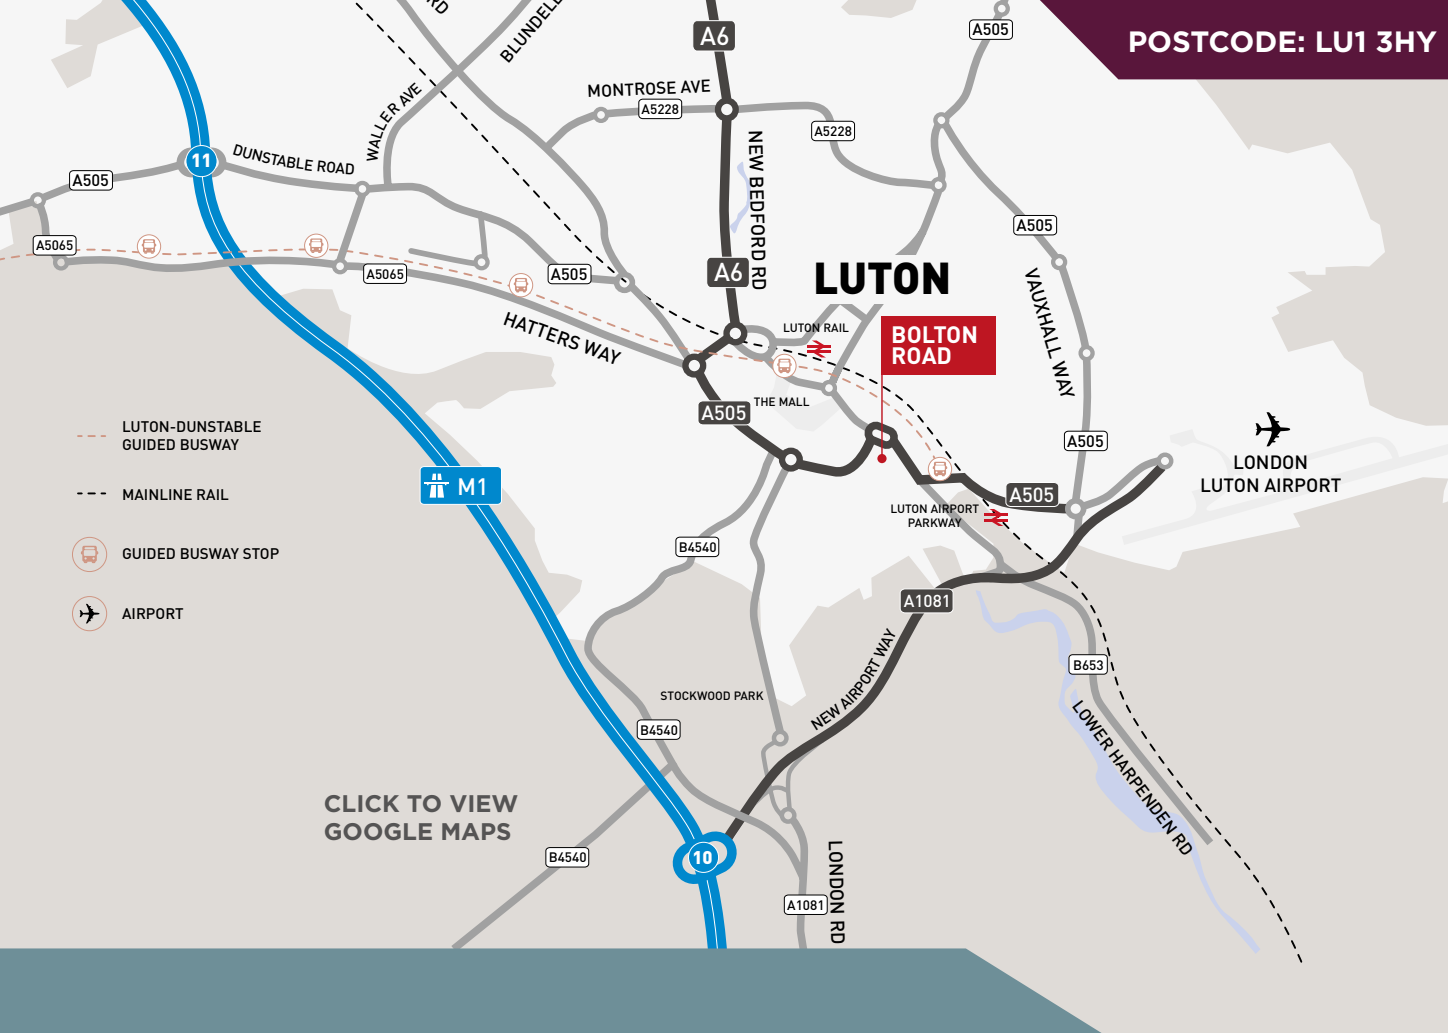 RD
BLUNDELL
A6
A505
POSTCODE: LU1 3HY
MONTROSE AVE
A5228
A5228
WALLER AVE
11
DUNSTABLE ROAD
A505
NEW BEDFORD RD
A505
A5065
A5065
A505
A6
LUTON
VAUXHALL WAY
HATTERS WAY
LUTON RAIL
BOLTON
ROAD
THE MALL
A505
LUTON-DUNSTABLE
GUIDED BUSWAY
A505
LONDON
LUTON AIRPORT
M1
MAINLINE RAIL
A505
LUTON AIRPORT
PARKWAY
B4540
GUIDED BUSWAY STOP
A1081
AIRPORT
NEW AIRPORT WAY
B653
STOCKWOOD PARK
B4540
LOWER HARPENDEN RD
CLICK TO VIEW
GOOGLE MAPS
B4540
10
A1081
LONDON RD